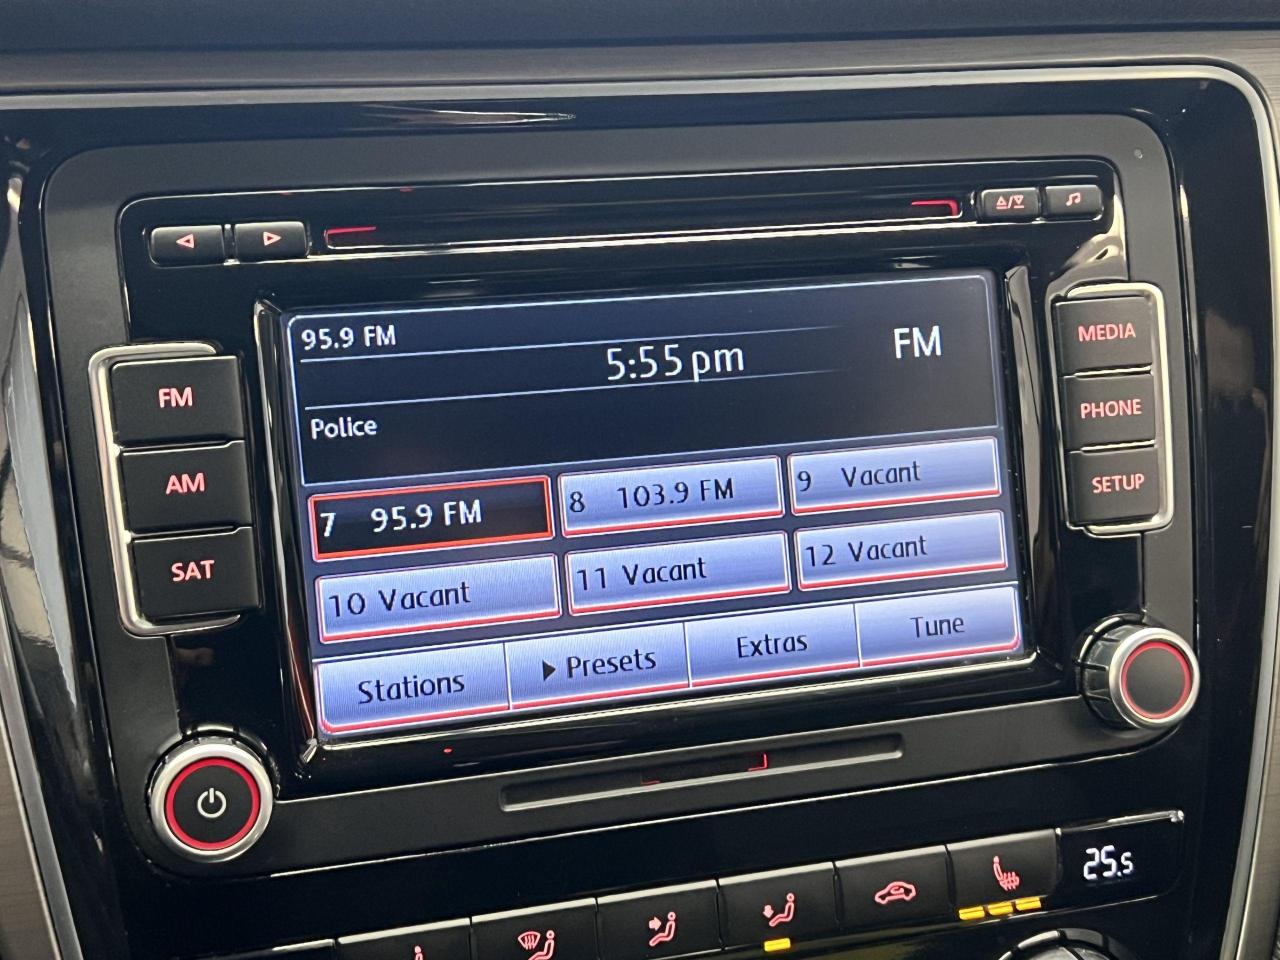 95.9 FM
5:55 pm
FM
Police
7 95.9 FM
8 103.9 FM
9 Vacant
10 Vacant
11 Vacant
12 Vacant
Stations
Presets
Extras
Tune
FM
AM
SAT
MEDIA
PHONE
SETUP
25.5